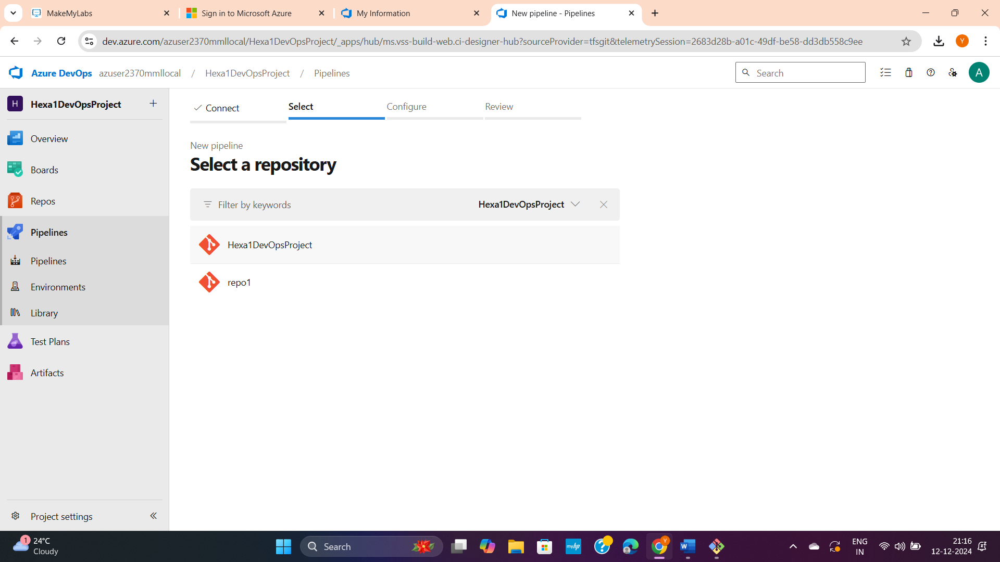 MakeMyLabs
Sign in to Microsoft Azure
My Information
New pipeline - Pipelines
dev.azure.com/azuser2370mmllocal/Hexa1DevOpsProject/_apps/hub/ms.vss-build-web.ci-designer-hub?sourceProvider=tfsgit&telemetrySession=2683d28b-a01c-49df-be58-dd3db558c9ee
Y
Azure DevOps azuser2370mmllocal / Hexa1DevOpsProject / Pipelines
Search
A
H Hexa1DevOpsProject
Overview
Boards
Repos
Pipelines
Pipelines
Environments
Library
Test Plans
Artifacts
Project settings
Connect
Select
Configure
Review
New pipeline
Select a repository
Filter by keywords
Hexa1DevOpsProject
Hexa1DevOpsProject
repo1
1
24°C
Cloudy
Search
myhp
Y
W
ENG
IN
21:16
12-12-2024